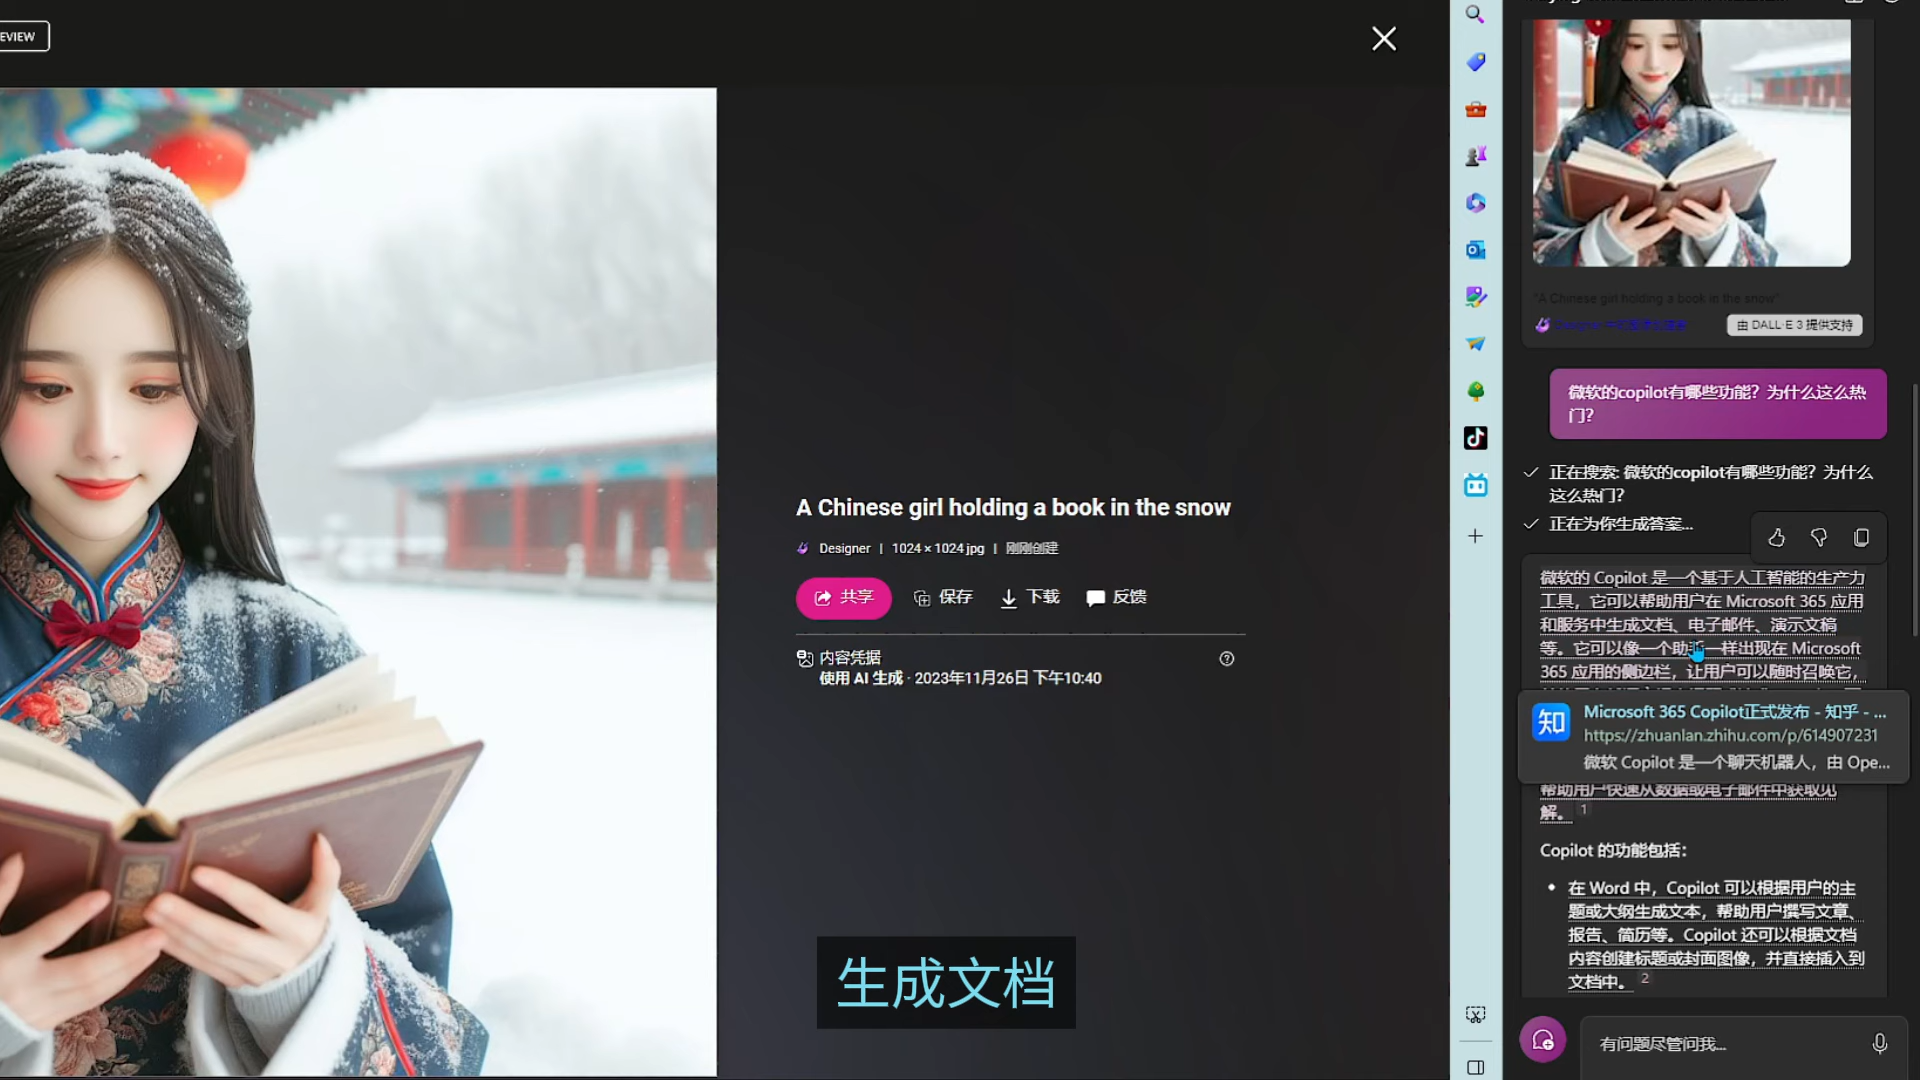 EVIEW
A Chinese girl holding a book in the snow
Designer | 1024 × 1024 jpg | 刚刚创建
共享 保存 下载 反馈
内容凭据
使用 AI 生成 · 2023年11月26日 下午10:40
生成文档
"A Chinese girl holding a book in the snow"
由 DALL·E 3 提供支持
微软的copilot有哪些功能？为什么这么热
门？
正在搜索: 微软的copilot有哪些功能？为什么
这么热门？
正在为你生成答案...
微软的 Copilot 是一个基于人工智能的生产力
工具，它可以帮助用户在 Microsoft 365 应用
和服务中生成文档、电子邮件、演示文稿
等。它可以像一个助手一样出现在 Microsoft
365 应用的侧边栏，让用户可以随时召唤它，
知
Microsoft 365 Copilot正式发布 - 知乎 - ...
https://zhuanlan.zhihu.com/p/614907231
微软 Copilot 是一个聊天机器人，由 Ope...
帮助用户快速从数据或电子邮件中获取见
解。 1
Copilot 的功能包括：
• 在 Word 中，Copilot 可以根据用户的主
题或大纲生成文本，帮助用户撰写文章、
报告、简历等。Copilot 还可以根据文档
内容创建标题或封面图像，并直接插入到
文档中。 2
有问题尽管问我...